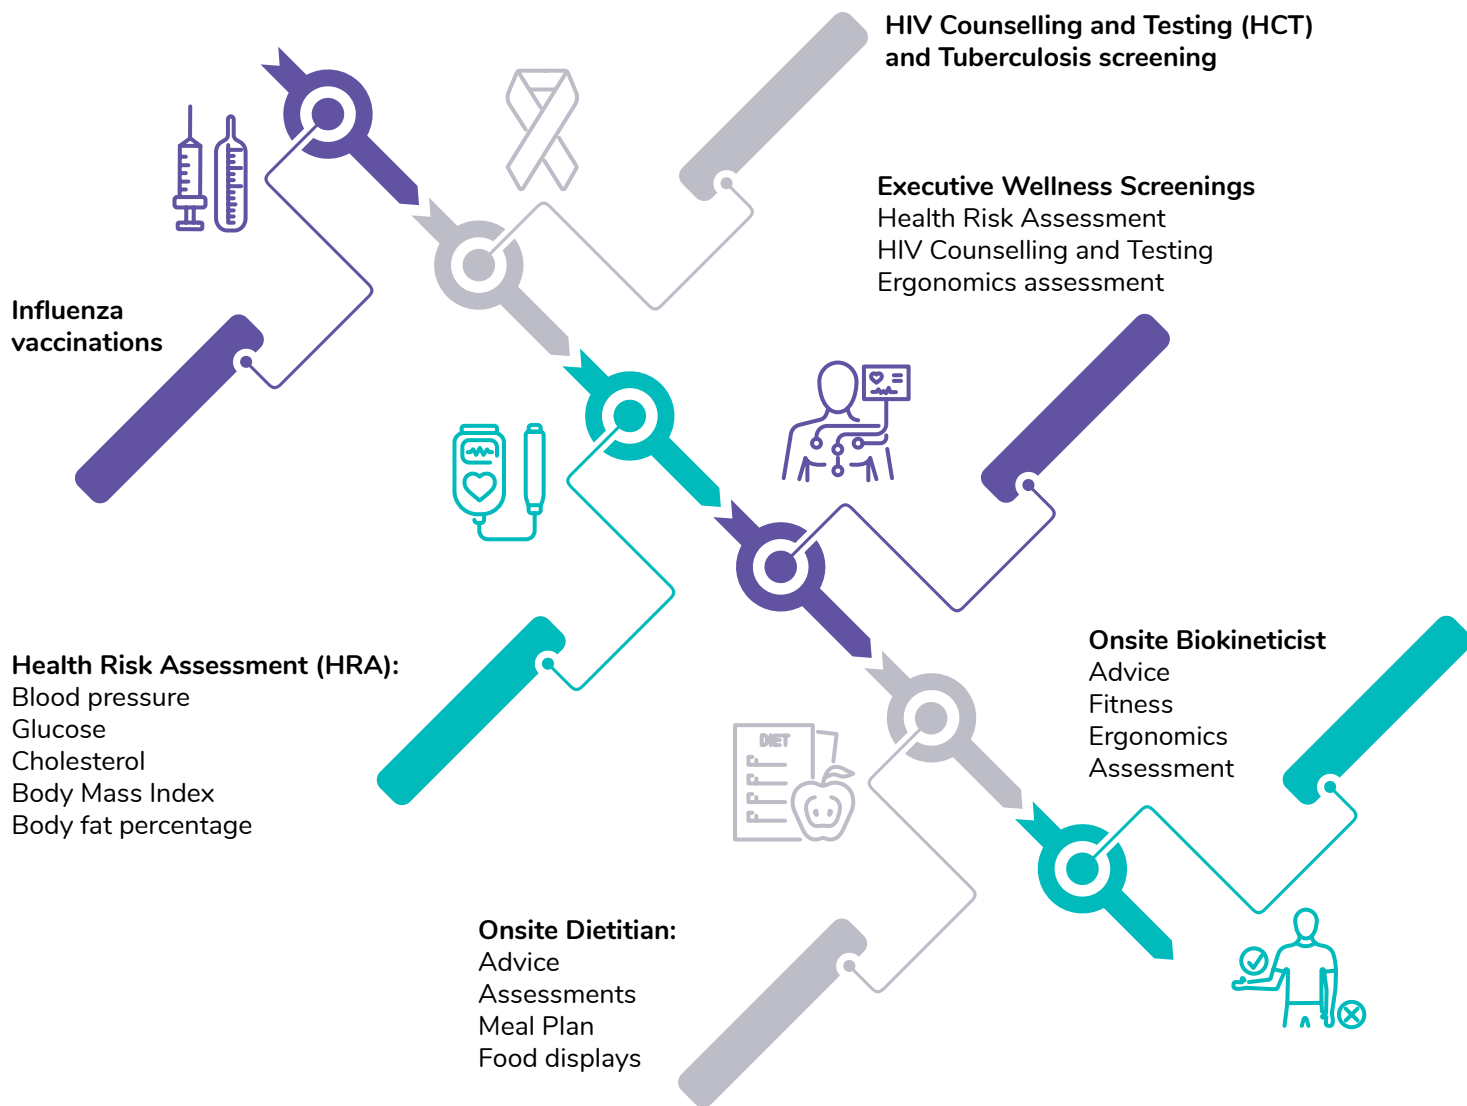 HIV Counselling and Testing (HCT)
and Tuberculosis screening
Executive Wellness Screenings
Health Risk Assessment
HIV Counselling and Testing
Ergonomics assessment
Influenza
vaccinations
Health Risk Assessment (HRA):
Blood pressure
Glucose
Cholesterol
Body Mass Index
Body fat percentage
Onsite Biokineticist
Advice
Fitness
Ergonomics
Assessment
DIET
Onsite Dietitian:
Advice
Assessments
Meal Plan
Food displays